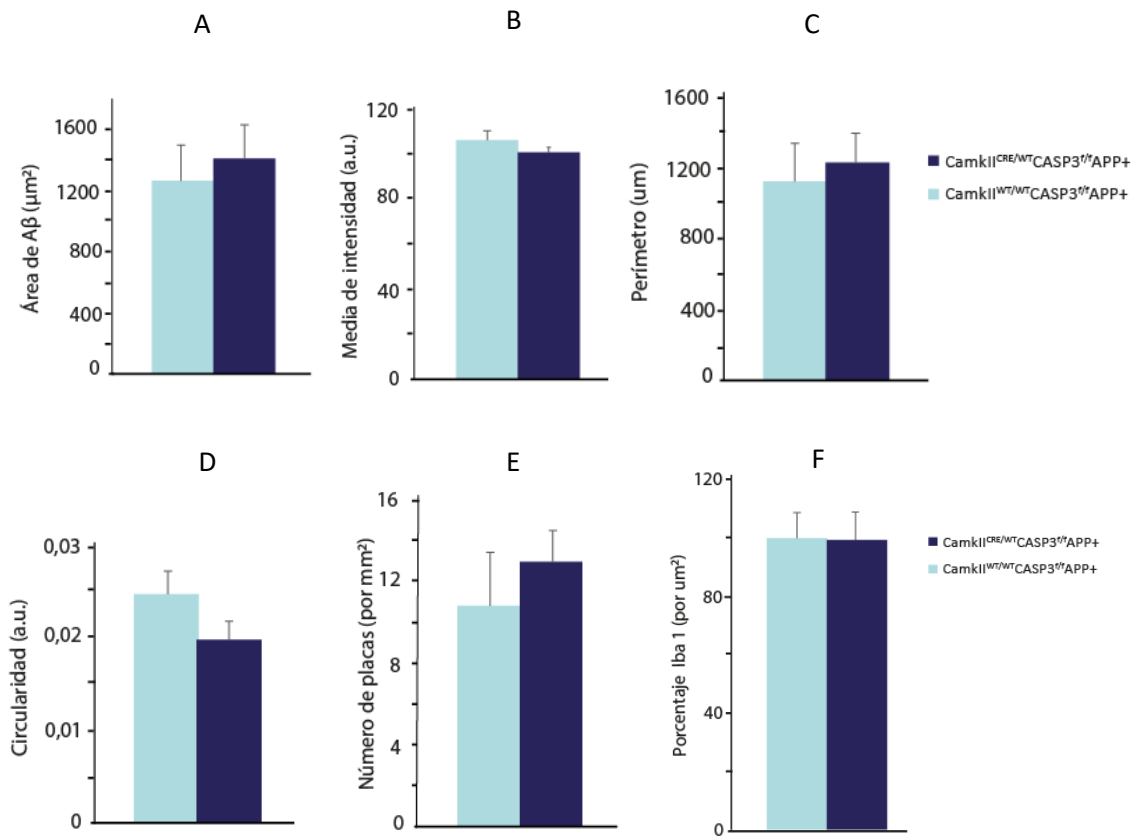 A
B
C
Área de Aβ (µm²)
1600
1200
800
400
0
Media de intensidad (a.u.)
120
80
40
0
Perímetro (um)
1600
1200
800
400
0
CamkII^CRE/WT CASP3^f/f APP+
CamkII^WT/WT CASP3^f/f APP+
D
E
F
Circularidad (a.u.)
0,03
0,02
0,01
0
Número de placas (por mm²)
16
12
8
4
0
Porcentaje Iba 1 (por um²)
120
80
40
0
CamkII^CRE/WT CASP3^f/f APP+
CamkII^WT/WT CASP3^f/f APP+